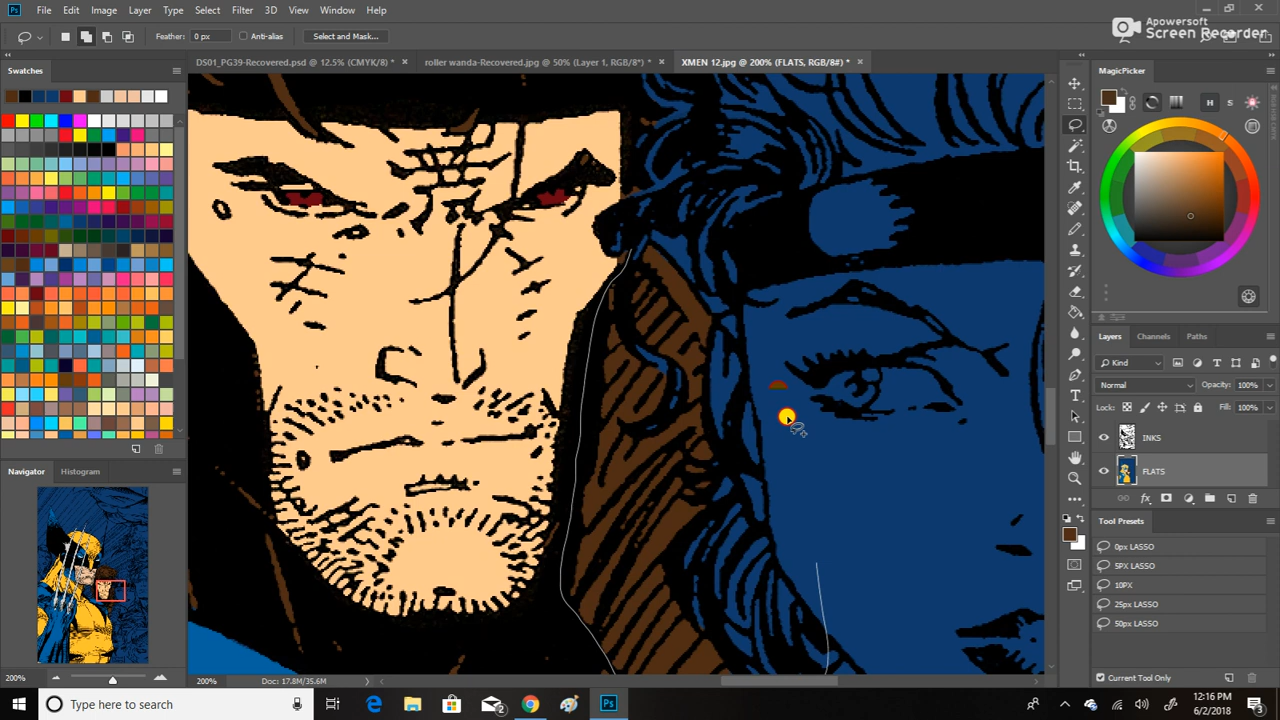 Ps File Edit Image Layer Type Select Filter 3D View Window Help
Apowersoft
Screen Recorder
Feather: 0 px Anti-alias Select and Mask...
DS01_PG39-Recovered.psd @ 12.5% (CMYK/8) * × roller wanda-Recovered.jpg @ 50% (Layer 1, RGB/8*) * × XMEN 12.jpg @ 200% (FLATS, RGB/8#) * ×
Swatches
MagicPicker
H S
Layers Channels Paths
Kind
Normal Opacity: 100%
Lock: Fill: 100%
INKS
FLATS
Navigator Histogram
Tool Presets
0px LASSO
5PX LASSO
10PX
25px LASSO
50px LASSO
200%
200% Doc: 17.8M/35.6M
Current Tool Only
Type here to search
2
Ps
12:16 PM
6/2/2018
3